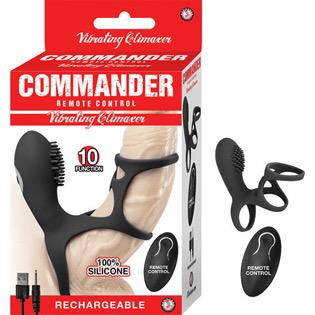 Vibrating Climaxer
COMMANDER
REMOTE CONTROL
Vibrating Climaxer
10
FUNCTION
100%
SILICONE
RECHARGEABLE
REMOTE
CONTROL
REMOTE
CONTROL